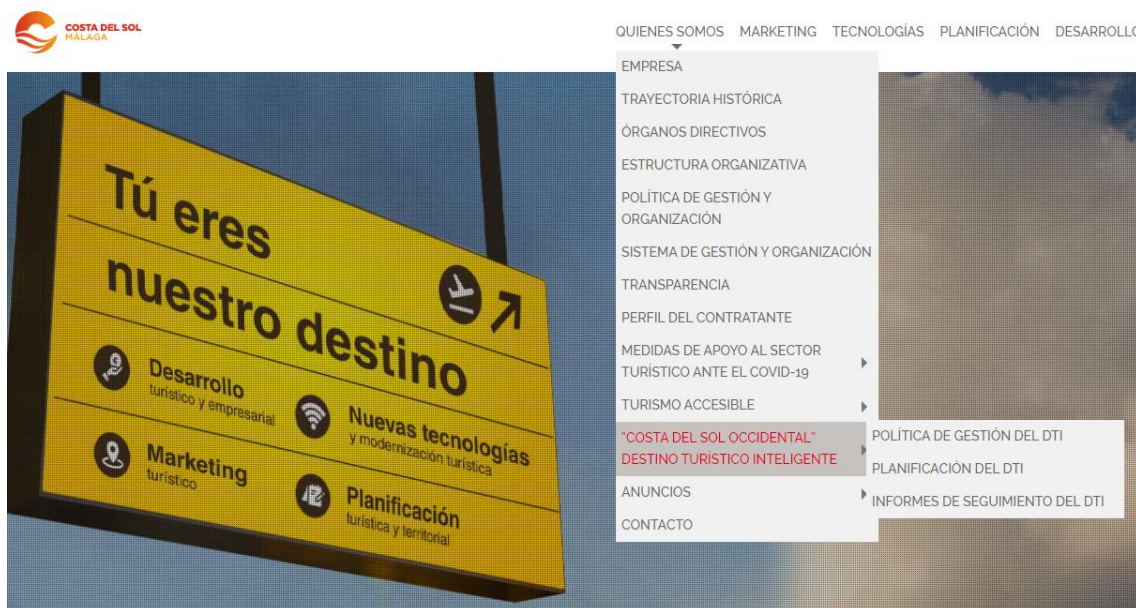 COSTA DEL SOL
MÁLAGA
QUIENES SOMOS MARKETING TECNOLOGÍAS PLANIFICACIÓN DESARROLLO
EMPRESA
TRAYECTORIA HISTÓRICA
ÓRGANOS DIRECTIVOS
ESTRUCTURA ORGANIZATIVA
POLÍTICA DE GESTIÓN Y
ORGANIZACIÓN
SISTEMA DE GESTIÓN Y ORGANIZACIÓN
TRANSPARENCIA
PERFIL DEL CONTRATANTE
MEDIDAS DE APOYO AL SECTOR
TURÍSTICO ANTE EL COVID-19
TURISMO ACCESIBLE
"COSTA DEL SOL OCCIDENTAL"
DESTINO TURÍSTICO INTELIGENTE
ANUNCIOS
CONTACTO
POLÍTICA DE GESTIÓN DEL DTI
PLANIFICACIÓN DEL DTI
INFORMES DE SEGUIMIENTO DEL DTI
Tú eres
nuestro destino
Desarrollo
turístico y empresarial
Nuevas tecnologías
y modernización turística
Marketing
turístico
Planificación
turística y territorial